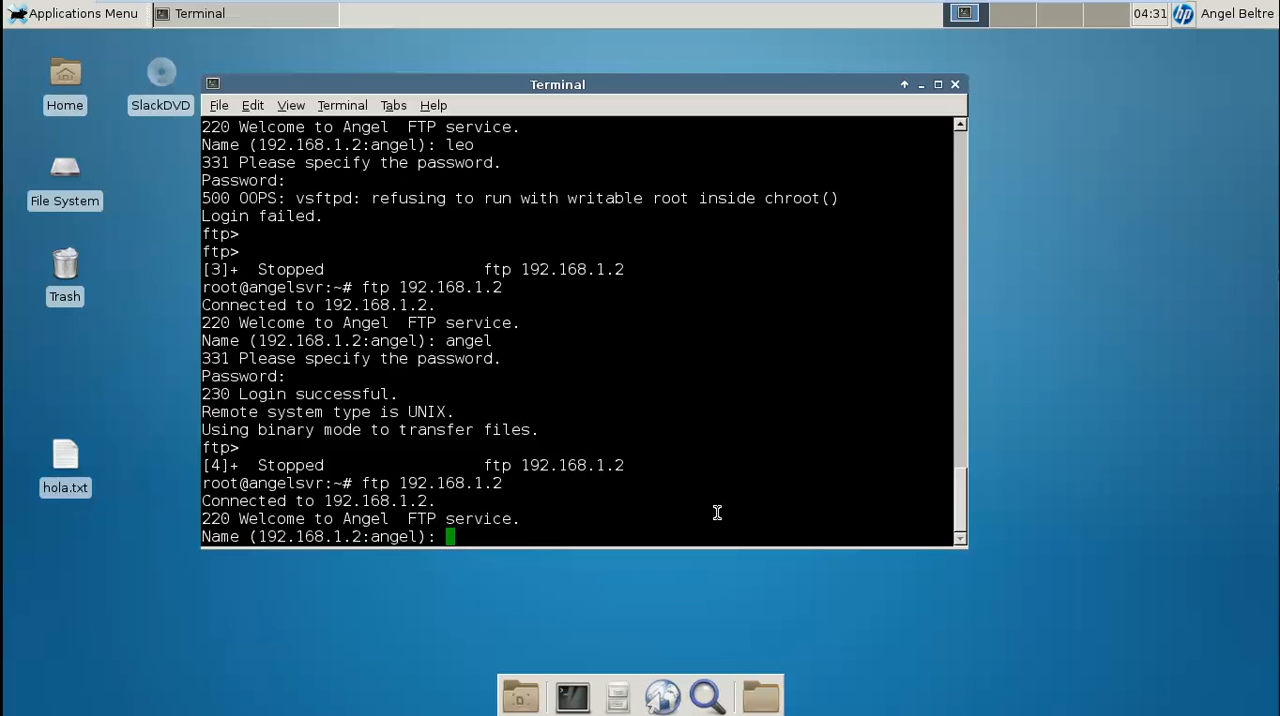 Applications Menu Terminal 04:31 Angel Beltre
Home
SlackDVD
File System
Trash
hola.txt
Terminal
File Edit View Terminal Tabs Help
220 Welcome to Angel  FTP service.
Name (192.168.1.2:angel): leo
331 Please specify the password.
Password:
500 OOPS: vsftpd: refusing to run with writable root inside chroot()
Login failed.
ftp>
ftp>
[3]+  Stopped                 ftp 192.168.1.2
root@angelsvr:~# ftp 192.168.1.2
Connected to 192.168.1.2.
220 Welcome to Angel  FTP service.
Name (192.168.1.2:angel): angel
331 Please specify the password.
Password:
230 Login successful.
Remote system type is UNIX.
Using binary mode to transfer files.
ftp>
[4]+  Stopped                 ftp 192.168.1.2
root@angelsvr:~# ftp 192.168.1.2
Connected to 192.168.1.2.
220 Welcome to Angel  FTP service.
Name (192.168.1.2:angel):